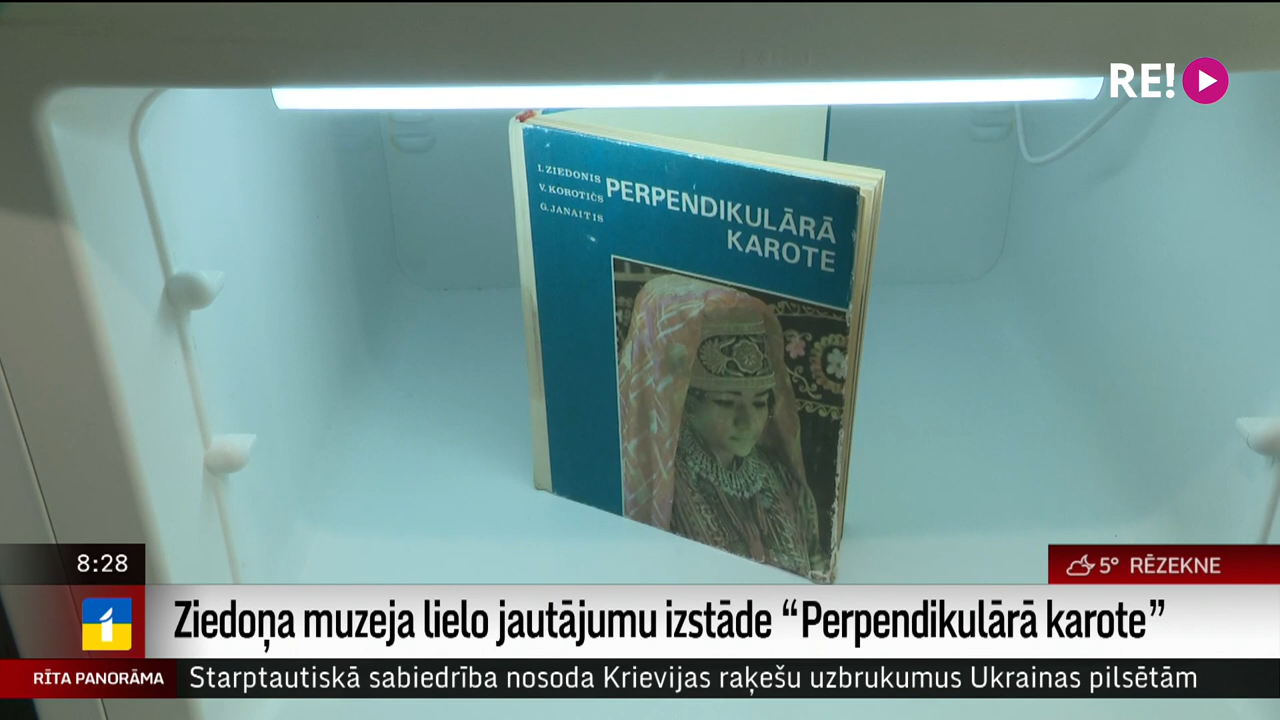 RE!
I. ZIEDONIS
V. KOROTIČS
G. JANAITIS
PERPENDIKULĀRĀ
KAROTE
8:28
5° RĒZEKNE
1
Ziedoņa muzeja lielo jautājumu izstāde “Perpendikulārā karote”
RĪTA PANORĀMA
Starptautiskā sabiedrība nosoda Krievijas raķešu uzbrukumus Ukrainas pilsētām